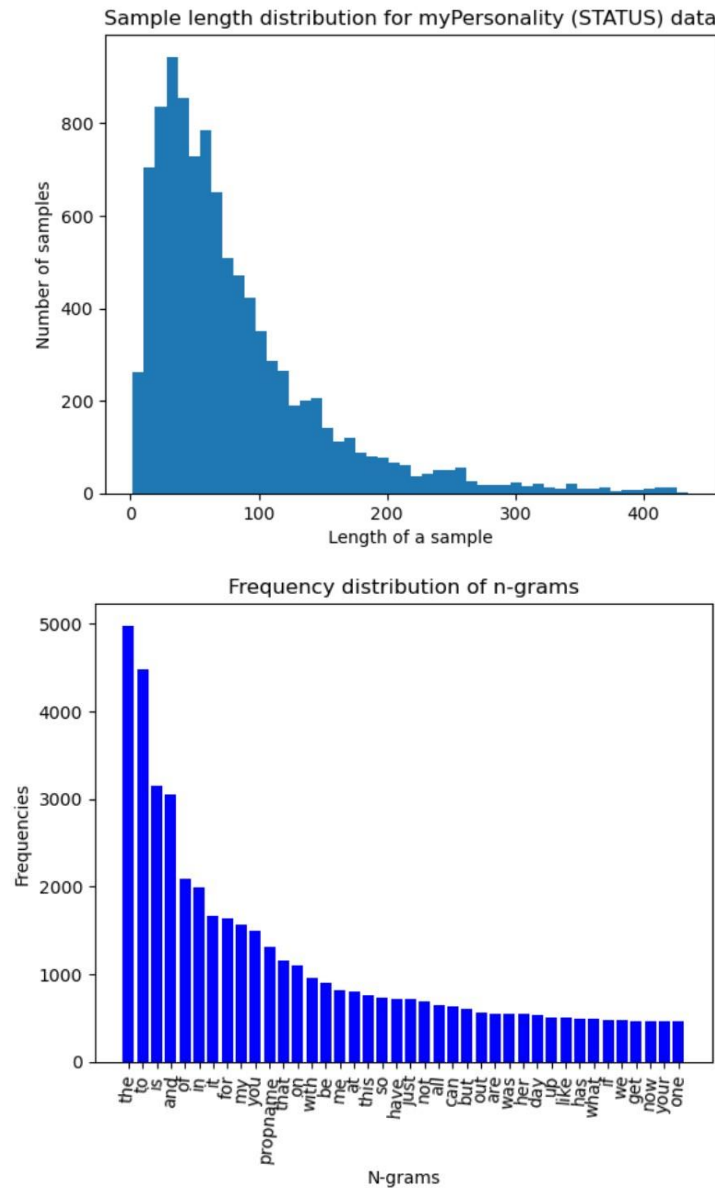 Sample length distribution for myPersonality (STATUS) data
Number of samples
800
600
400
200
0
0 100 200 300 400
Length of a sample
Frequency distribution of n-grams
Frequencies
5000
4000
3000
2000
1000
0
the to is and of in it for my you propname that on with be me at this so have just not all can but out are was her day up like has what if we get now your one
N-grams